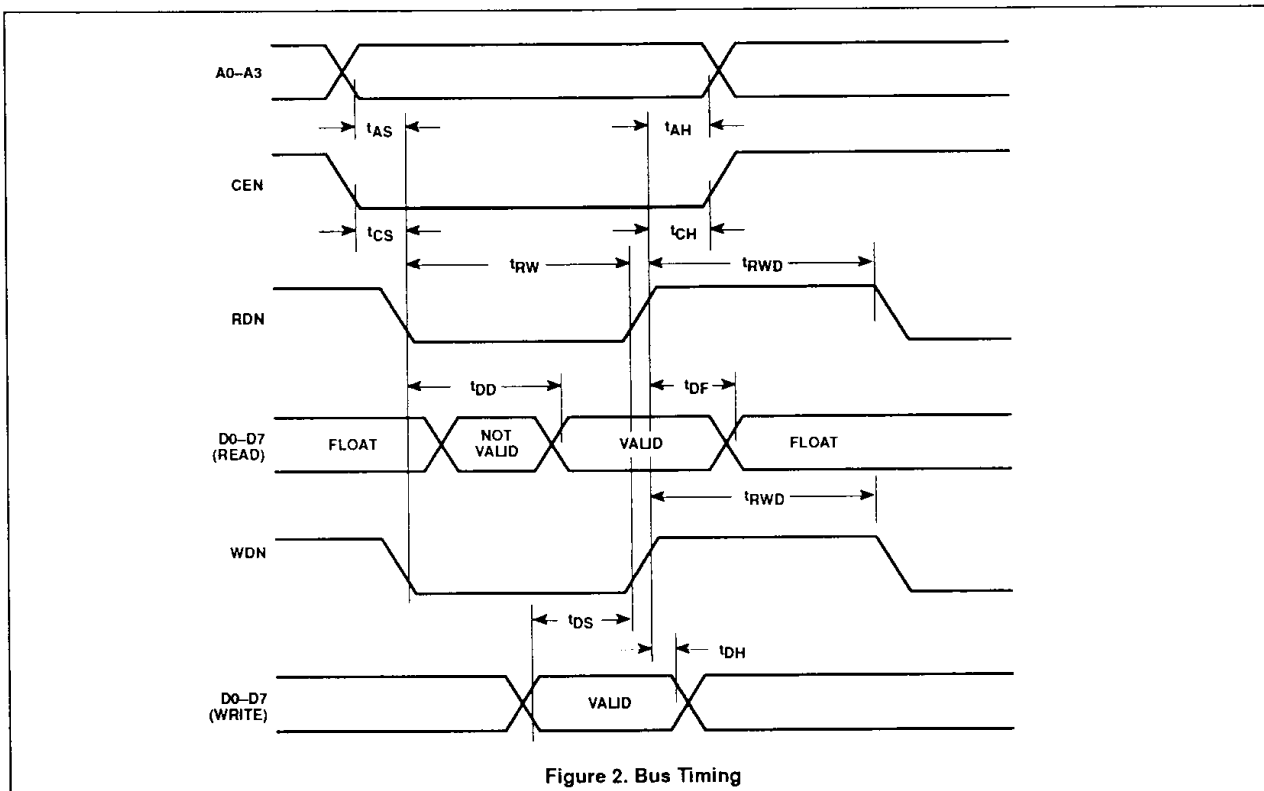 A0–A3
tAS
tAH
CEN
tCS
tCH
tRW
tRWD
RDN
tDD
tDF
D0–D7
(READ)
FLOAT
NOT
VALID
VALID
FLOAT
tRWD
WDN
tDS
tDH
D0–D7
(WRITE)
VALID
Figure 2. Bus Timing